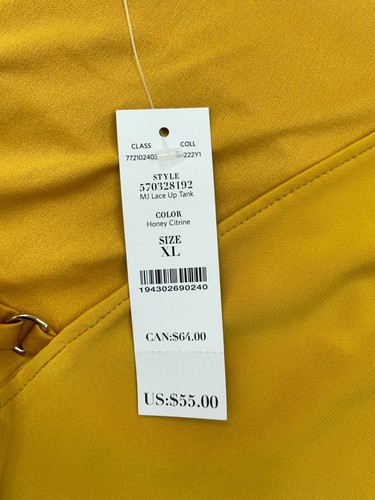 CLASS COLL
222Y1
STYLE
570328192
MJ Lace Up Tank
COLOR
Honey Citrine
SIZE
XL
194302690240
CAN:$64.00
US:$55.00